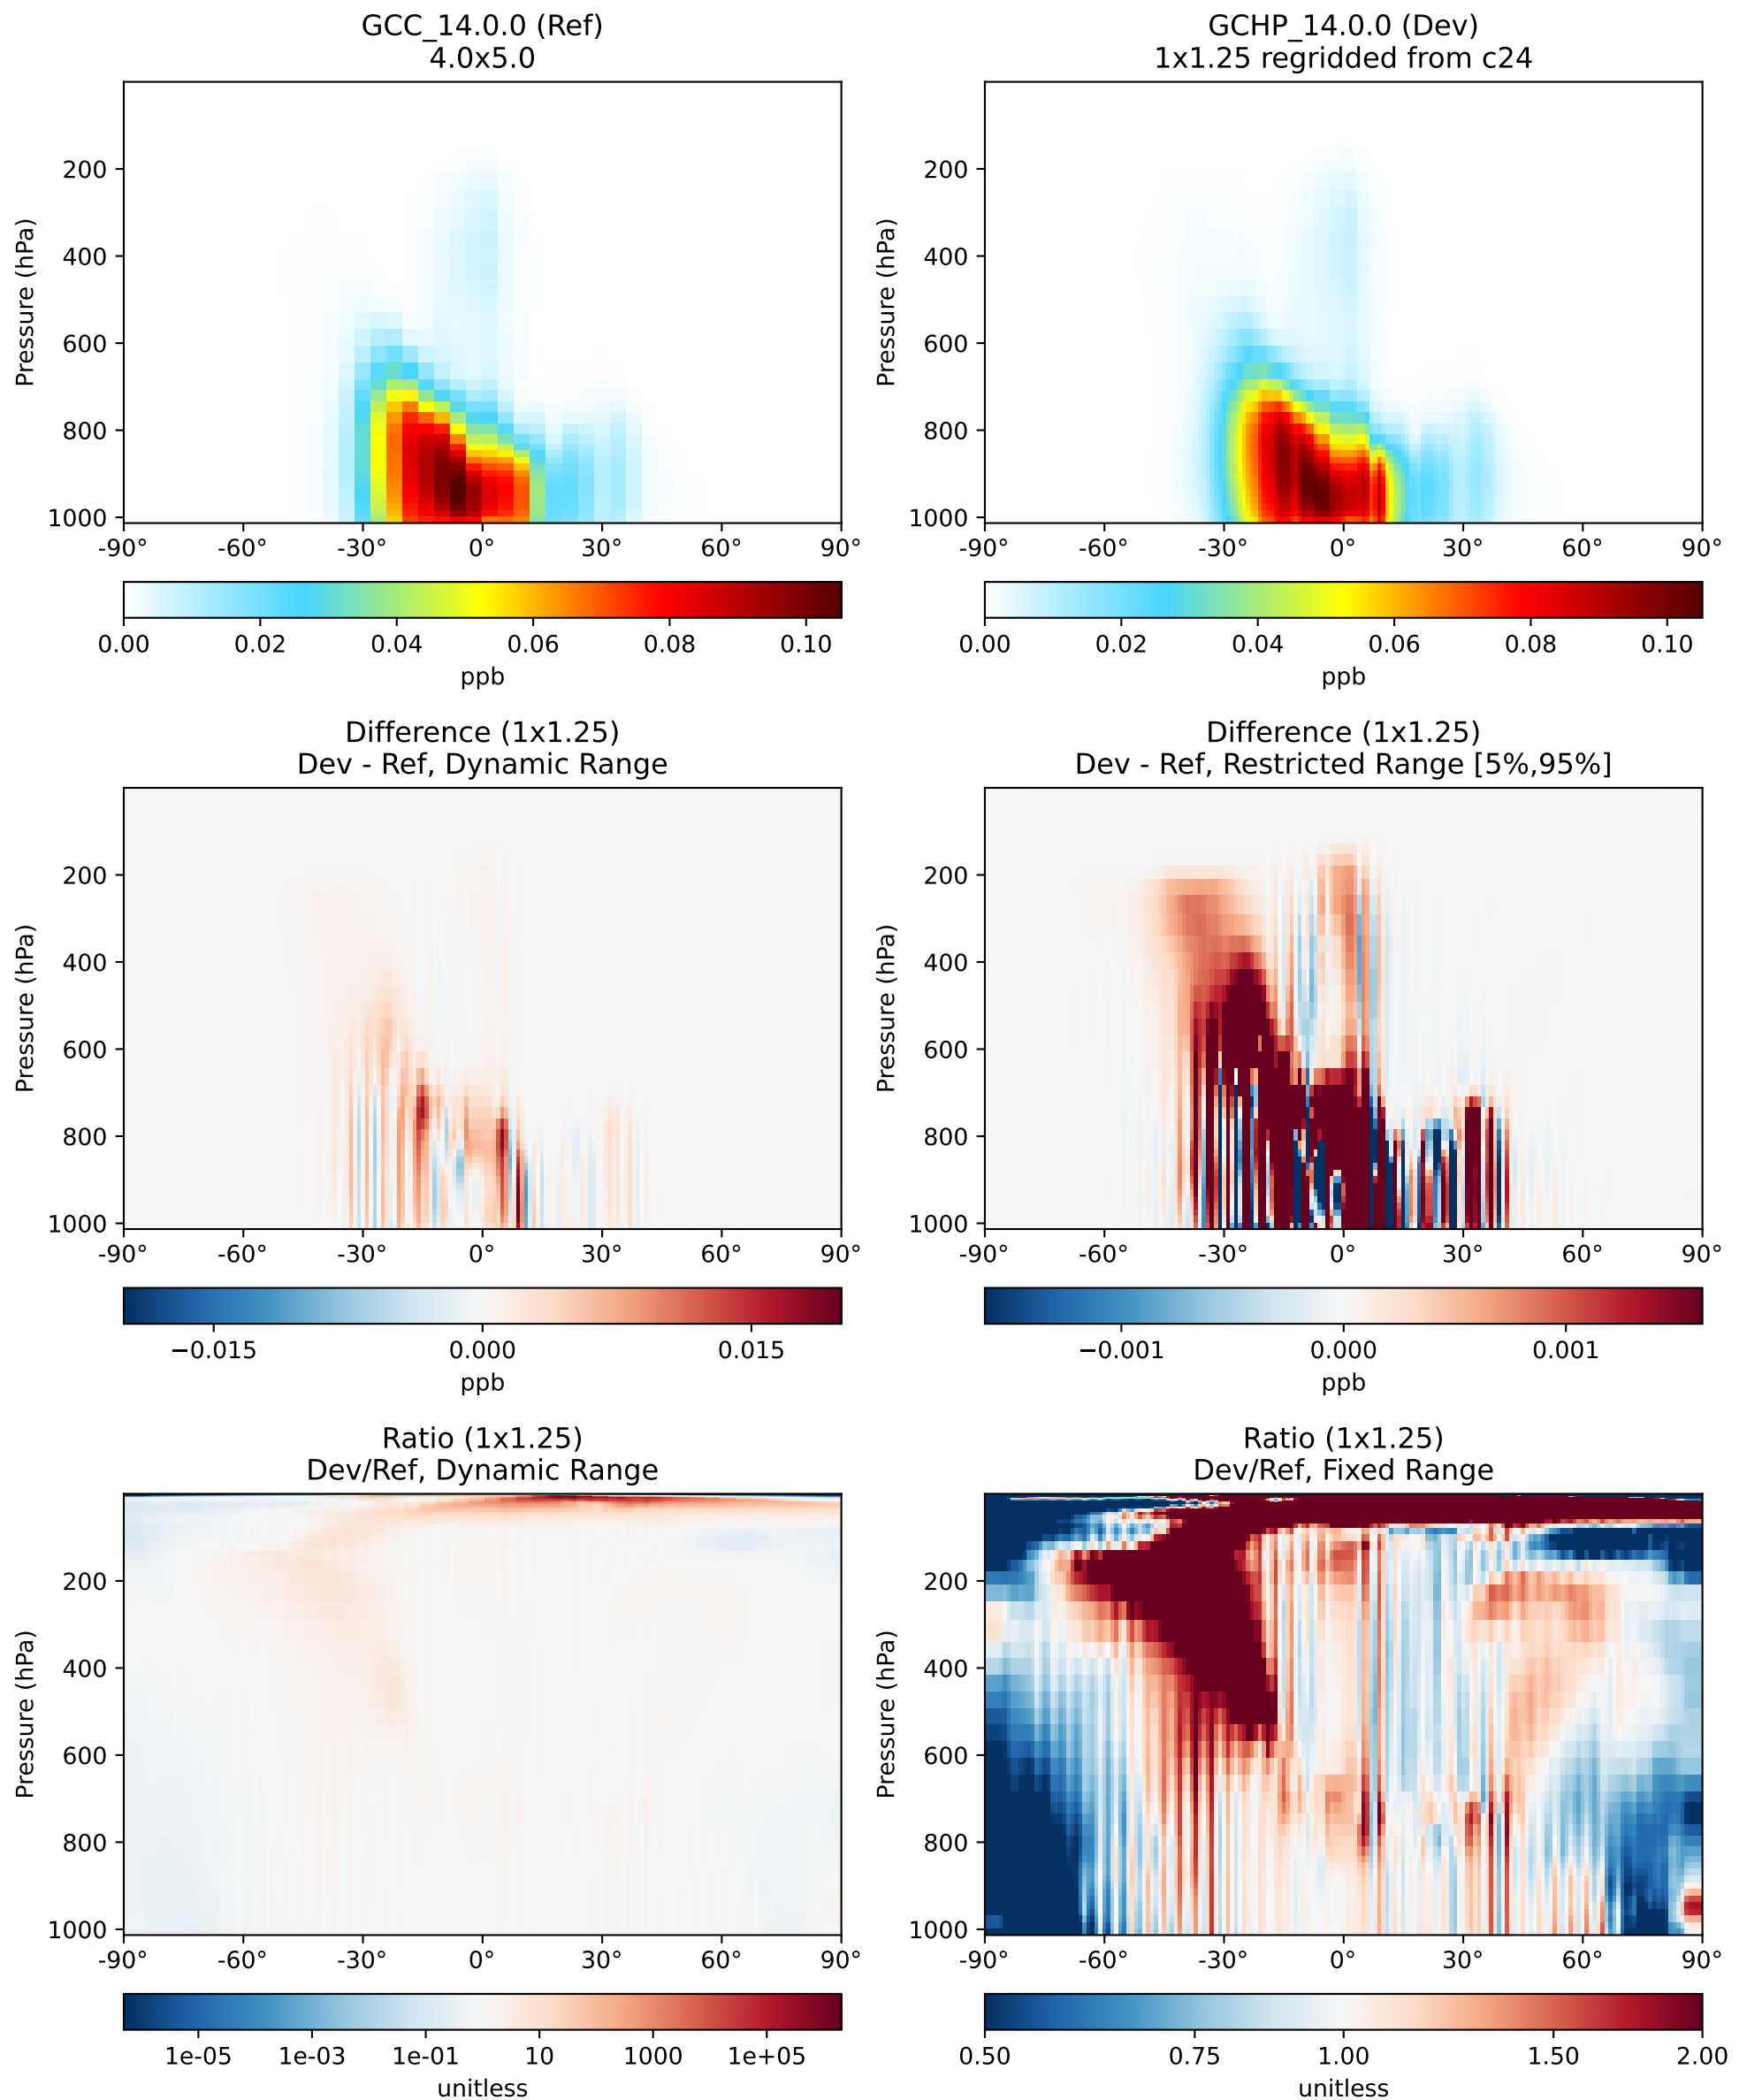 GCC_14.0.0 (Ref)
4.0x5.0
Pressure (hPa)
200
400
600
800
1000
-90° -60° -30° 0° 30° 60° 90°
0.00 0.02 0.04 0.06 0.08 0.10
ppb
GCHP_14.0.0 (Dev)
1x1.25 regridded from c24
Pressure (hPa)
200
400
600
800
1000
-90° -60° -30° 0° 30° 60° 90°
0.00 0.02 0.04 0.06 0.08 0.10
ppb
Difference (1x1.25)
Dev - Ref, Dynamic Range
Pressure (hPa)
200
400
600
800
1000
-90° -60° -30° 0° 30° 60° 90°
−0.015 0.000 0.015
ppb
Difference (1x1.25)
Dev - Ref, Restricted Range [5%,95%]
Pressure (hPa)
200
400
600
800
1000
-90° -60° -30° 0° 30° 60° 90°
−0.001 0.000 0.001
ppb
Ratio (1x1.25)
Dev/Ref, Dynamic Range
Pressure (hPa)
200
400
600
800
1000
-90° -60° -30° 0° 30° 60° 90°
1e-05 1e-03 1e-01 10 1000 1e+05
unitless
Ratio (1x1.25)
Dev/Ref, Fixed Range
Pressure (hPa)
200
400
600
800
1000
-90° -60° -30° 0° 30° 60° 90°
0.50 0.75 1.00 1.50 2.00
unitless